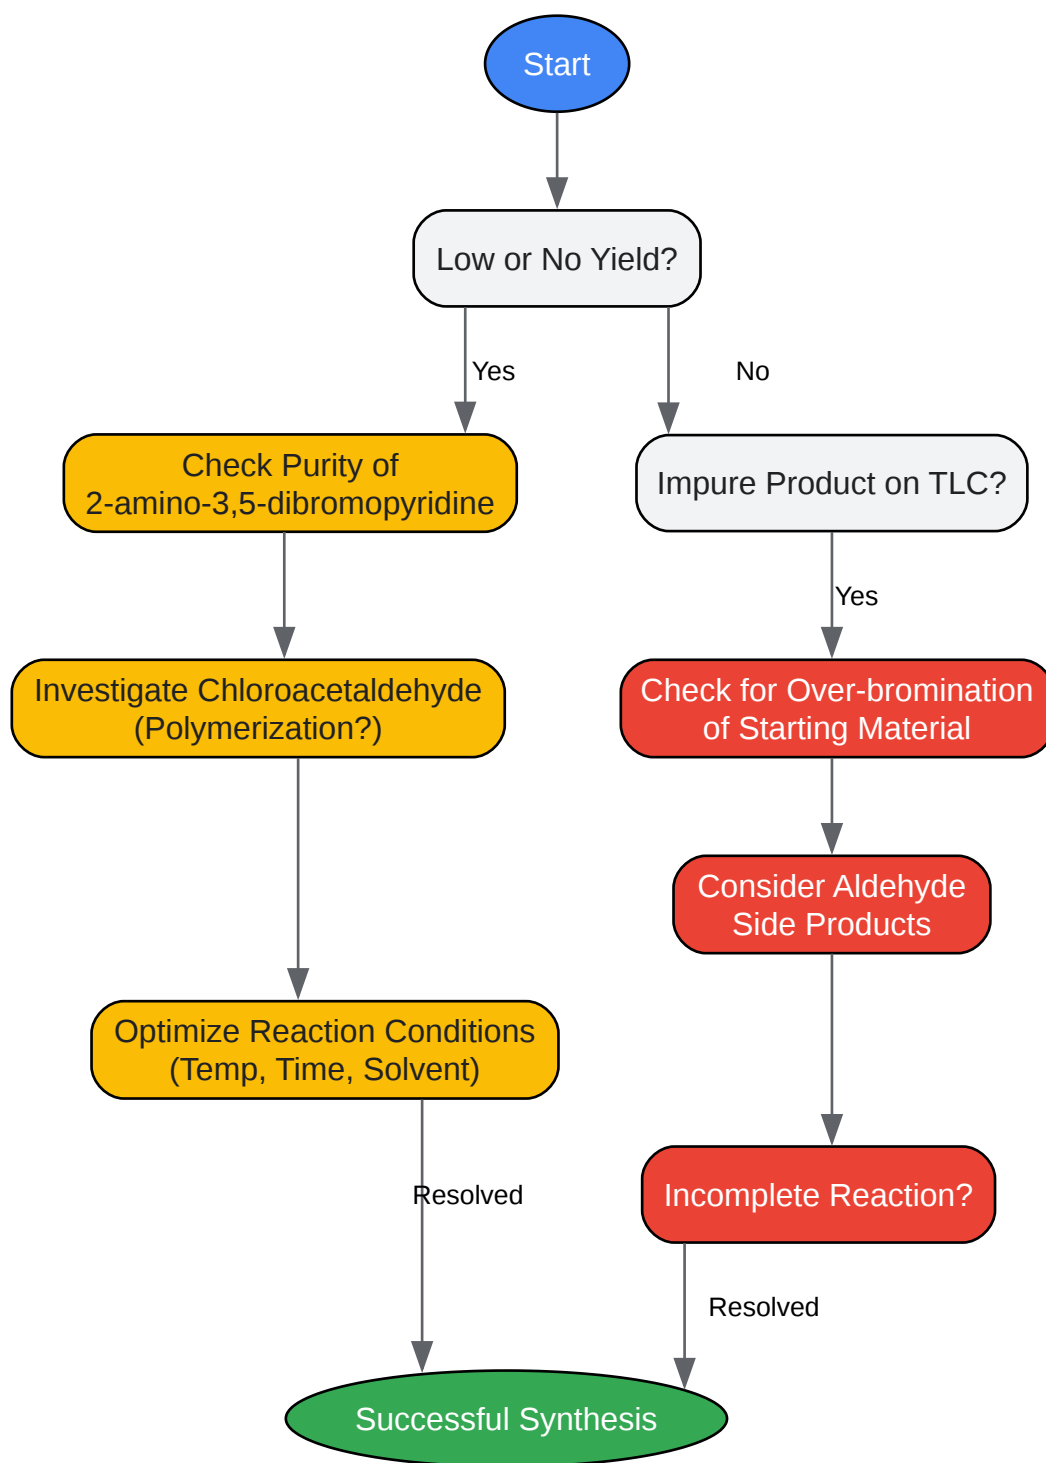 Start
Low or No Yield?
Yes
No
Check Purity of
2-amino-3,5-dibromopyridine
Impure Product on TLC?
Yes
Investigate Chloroacetaldehyde
(Polymerization?)
Check for Over-bromination
of Starting Material
Consider Aldehyde
Side Products
Optimize Reaction Conditions
(Temp, Time, Solvent)
Resolved
Incomplete Reaction?
Resolved
Successful Synthesis